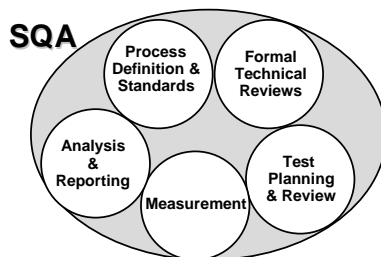 SQA
Process
Definition &
Standards
Formal
Technical
Reviews
Analysis
&
Reporting
Measurement
Test
Planning
& Review